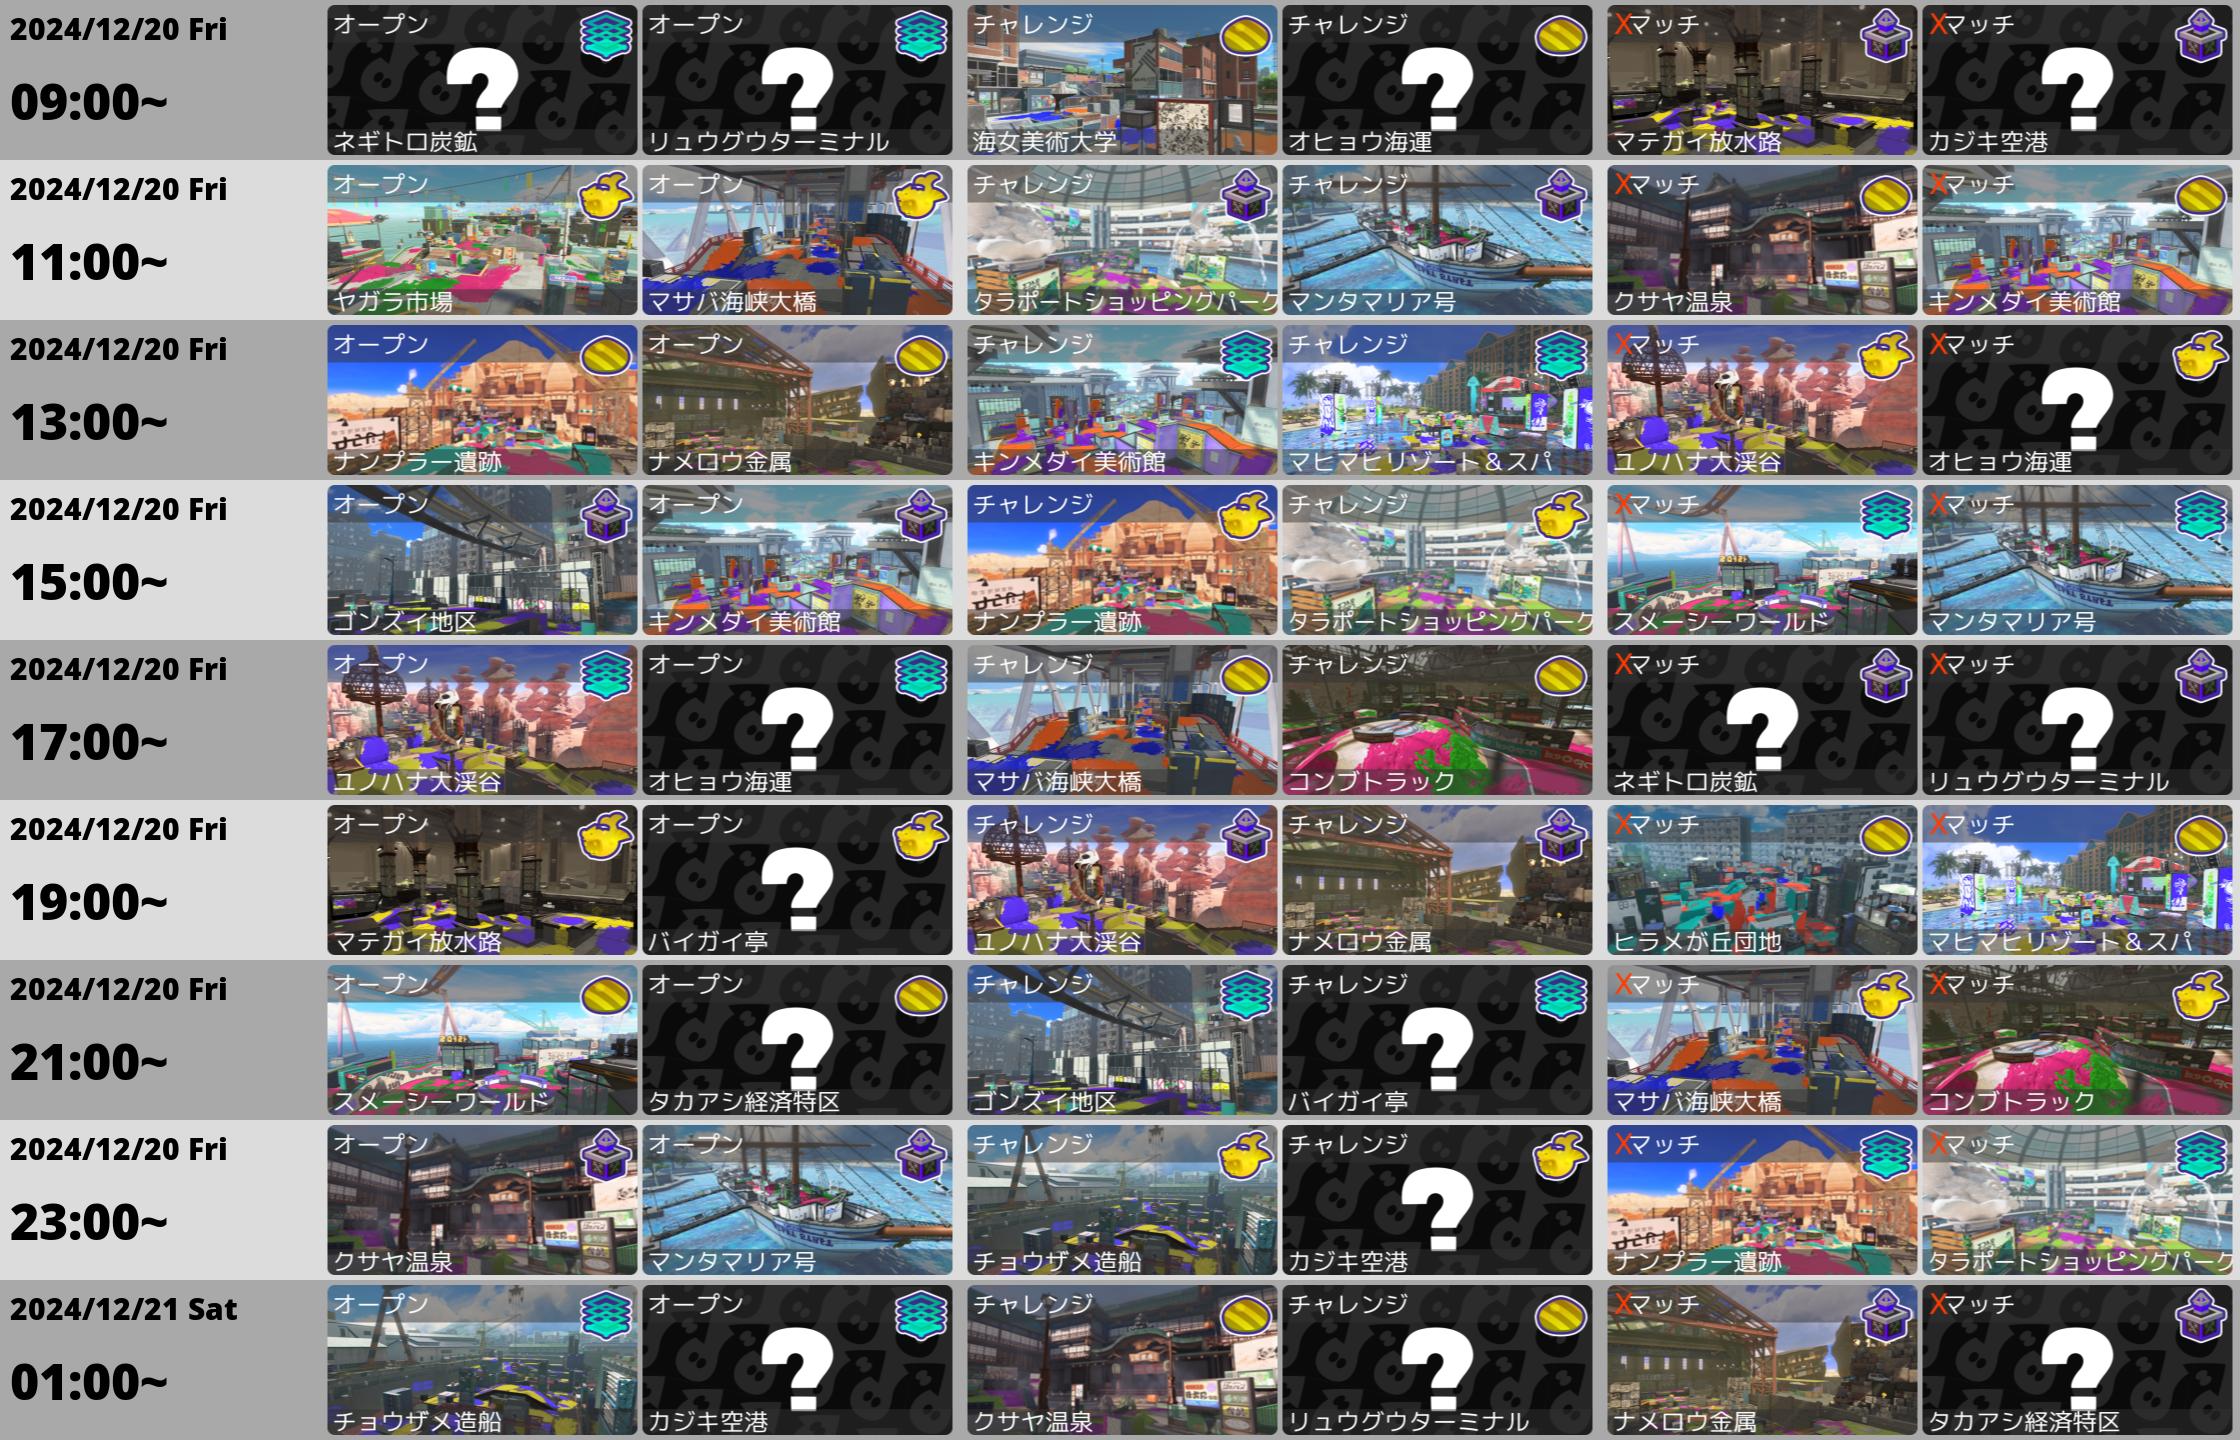 2024/12/20 Fri
09:00~
オープン
ネギトロ炭鉱
オープン
リュウグウターミナル
チャレンジ
海女美術大学
チャレンジ
オヒョウ海運
Xマッチ
マテガイ放水路
Xマッチ
カジキ空港
2024/12/20 Fri
11:00~
オープン
ヤガラ市場
オープン
マサバ海峡大橋
チャレンジ
タラポートショッピングパーク
チャレンジ
マンタマリア号
Xマッチ
クサヤ温泉
Xマッチ
キンメダイ美術館
2024/12/20 Fri
13:00~
オープン
ナンプラー遺跡
オープン
ナメロウ金属
チャレンジ
キンメダイ美術館
チャレンジ
マヒマヒリゾート＆スパ
Xマッチ
ユノハナ大渓谷
Xマッチ
オヒョウ海運
2024/12/20 Fri
15:00~
オープン
ゴンズイ地区
オープン
キンメダイ美術館
チャレンジ
ナンプラー遺跡
チャレンジ
タラポートショッピングパーク
Xマッチ
スメーシーワールド
Xマッチ
マンタマリア号
2024/12/20 Fri
17:00~
オープン
ユノハナ大渓谷
オープン
オヒョウ海運
チャレンジ
マサバ海峡大橋
チャレンジ
コンブトラック
Xマッチ
ネギトロ炭鉱
Xマッチ
リュウグウターミナル
2024/12/20 Fri
19:00~
オープン
マテガイ放水路
オープン
バイガイ亭
チャレンジ
ユノハナ大渓谷
チャレンジ
ナメロウ金属
Xマッチ
ヒラメが丘団地
Xマッチ
マヒマヒリゾート＆スパ
2024/12/20 Fri
21:00~
オープン
スメーシーワールド
オープン
タカアシ経済特区
チャレンジ
ゴンズイ地区
チャレンジ
バイガイ亭
Xマッチ
マサバ海峡大橋
Xマッチ
コンブトラック
2024/12/20 Fri
23:00~
オープン
クサヤ温泉
オープン
マンタマリア号
チャレンジ
チョウザメ造船
チャレンジ
カジキ空港
Xマッチ
ナンプラー遺跡
Xマッチ
タラポートショッピングパーク
2024/12/21 Sat
01:00~
オープン
チョウザメ造船
オープン
カジキ空港
チャレンジ
クサヤ温泉
チャレンジ
リュウグウターミナル
Xマッチ
ナメロウ金属
Xマッチ
タカアシ経済特区